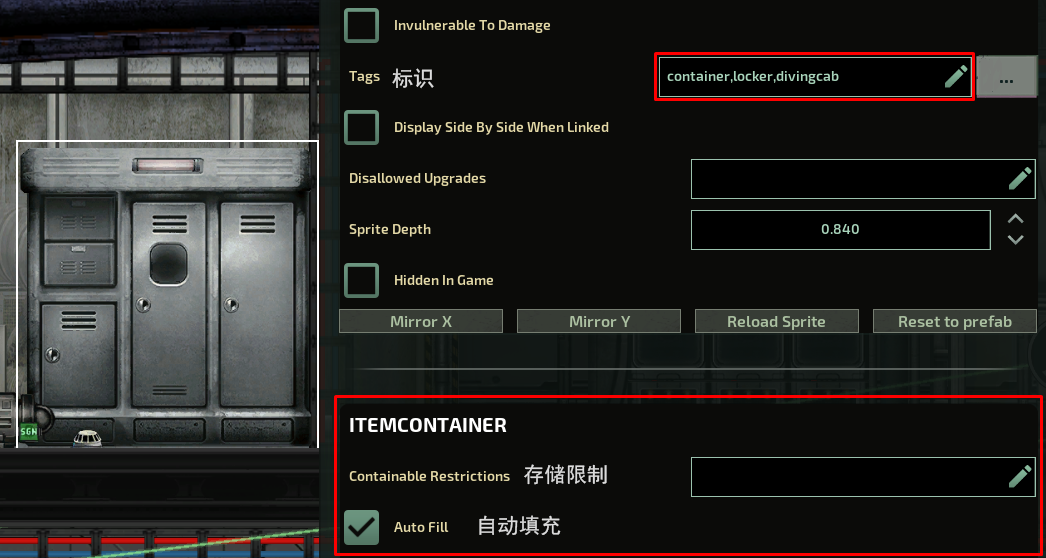 Invulnerable To Damage
Tags 标识 container,locker,divingcab ...
Display Side By Side When Linked
Disallowed Upgrades
Sprite Depth 0.840
Hidden In Game
Mirror X Mirror Y Reload Sprite Reset to prefab
ITEMCONTAINER
SGN
Containable Restrictions 存储限制
Auto Fill 自动填充